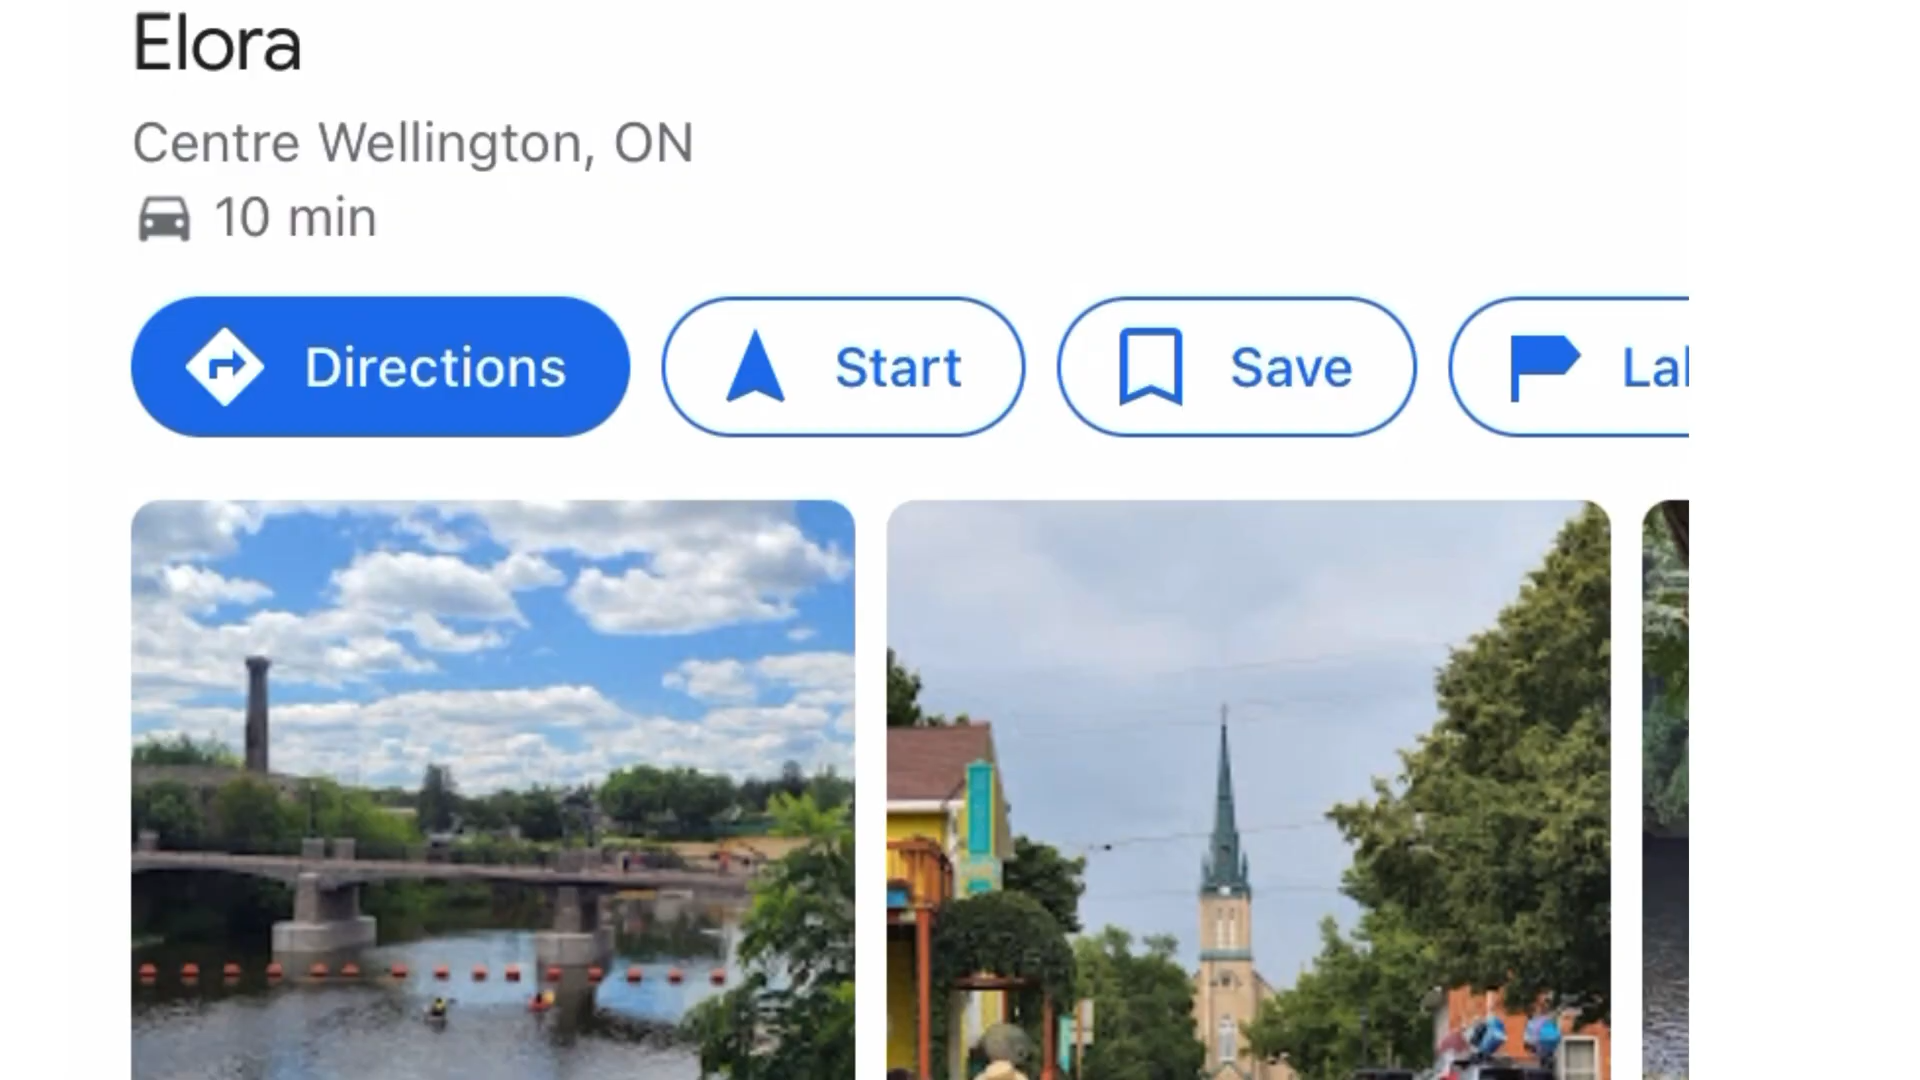 Elora
Centre Wellington, ON
10 min
Directions
Start
Save